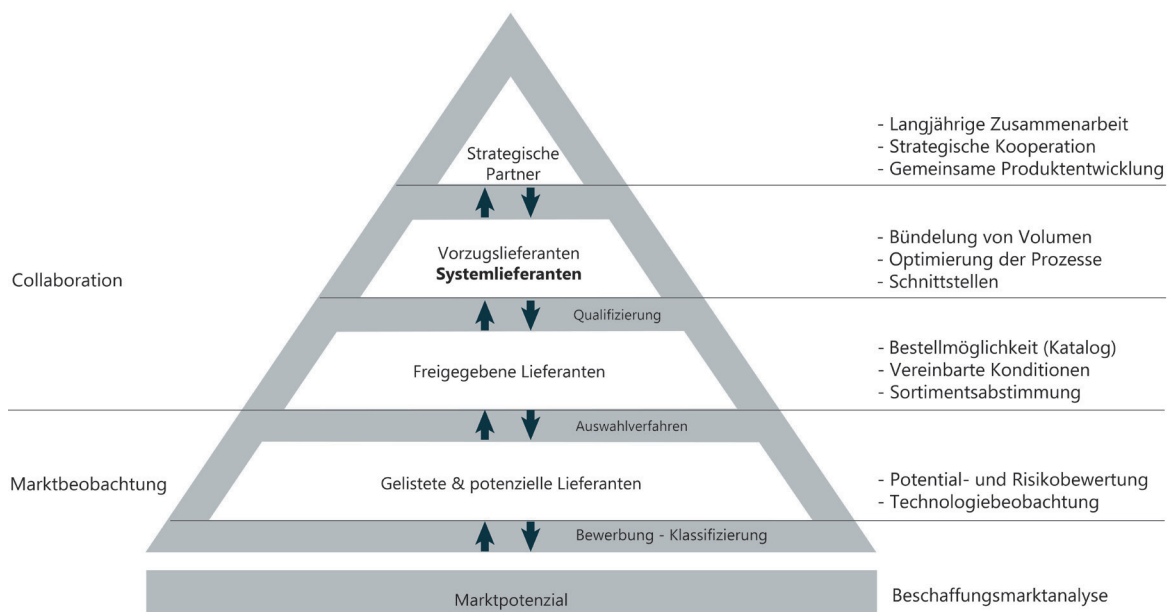 Strategische
Partner
- Langjährige Zusammenarbeit
- Strategische Kooperation
- Gemeinsame Produktentwicklung
Collaboration
Vorzugslieferanten
Systemlieferanten
- Bündelung von Volumen
- Optimierung der Prozesse
- Schnittstellen
Qualifizierung
Freigegebene Lieferanten
- Bestellmöglichkeit (Katalog)
- Vereinbarte Konditionen
- Sortimentsabstimmung
Auswahlverfahren
Marktbeobachtung
Gelistete & potenzielle Lieferanten
- Potential- und Risikobewertung
- Technologiebeobachtung
Bewerbung - Klassifizierung
Marktpotenzial
Beschaffungsmarktanalyse